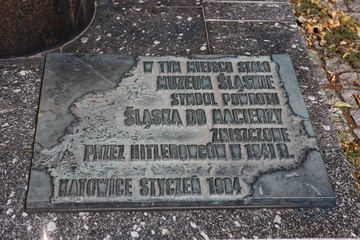 W TYM MIEJSCU STAŁO
MUZEUM ŚLĄSKIE
SYMBOL POWROTU
ŚLĄSKA DO MACIERZY
ZNISZCZONE
PRZEZ HITLEROWCÓW W 1941 R.
KATOWICE STYCZEŃ 1984